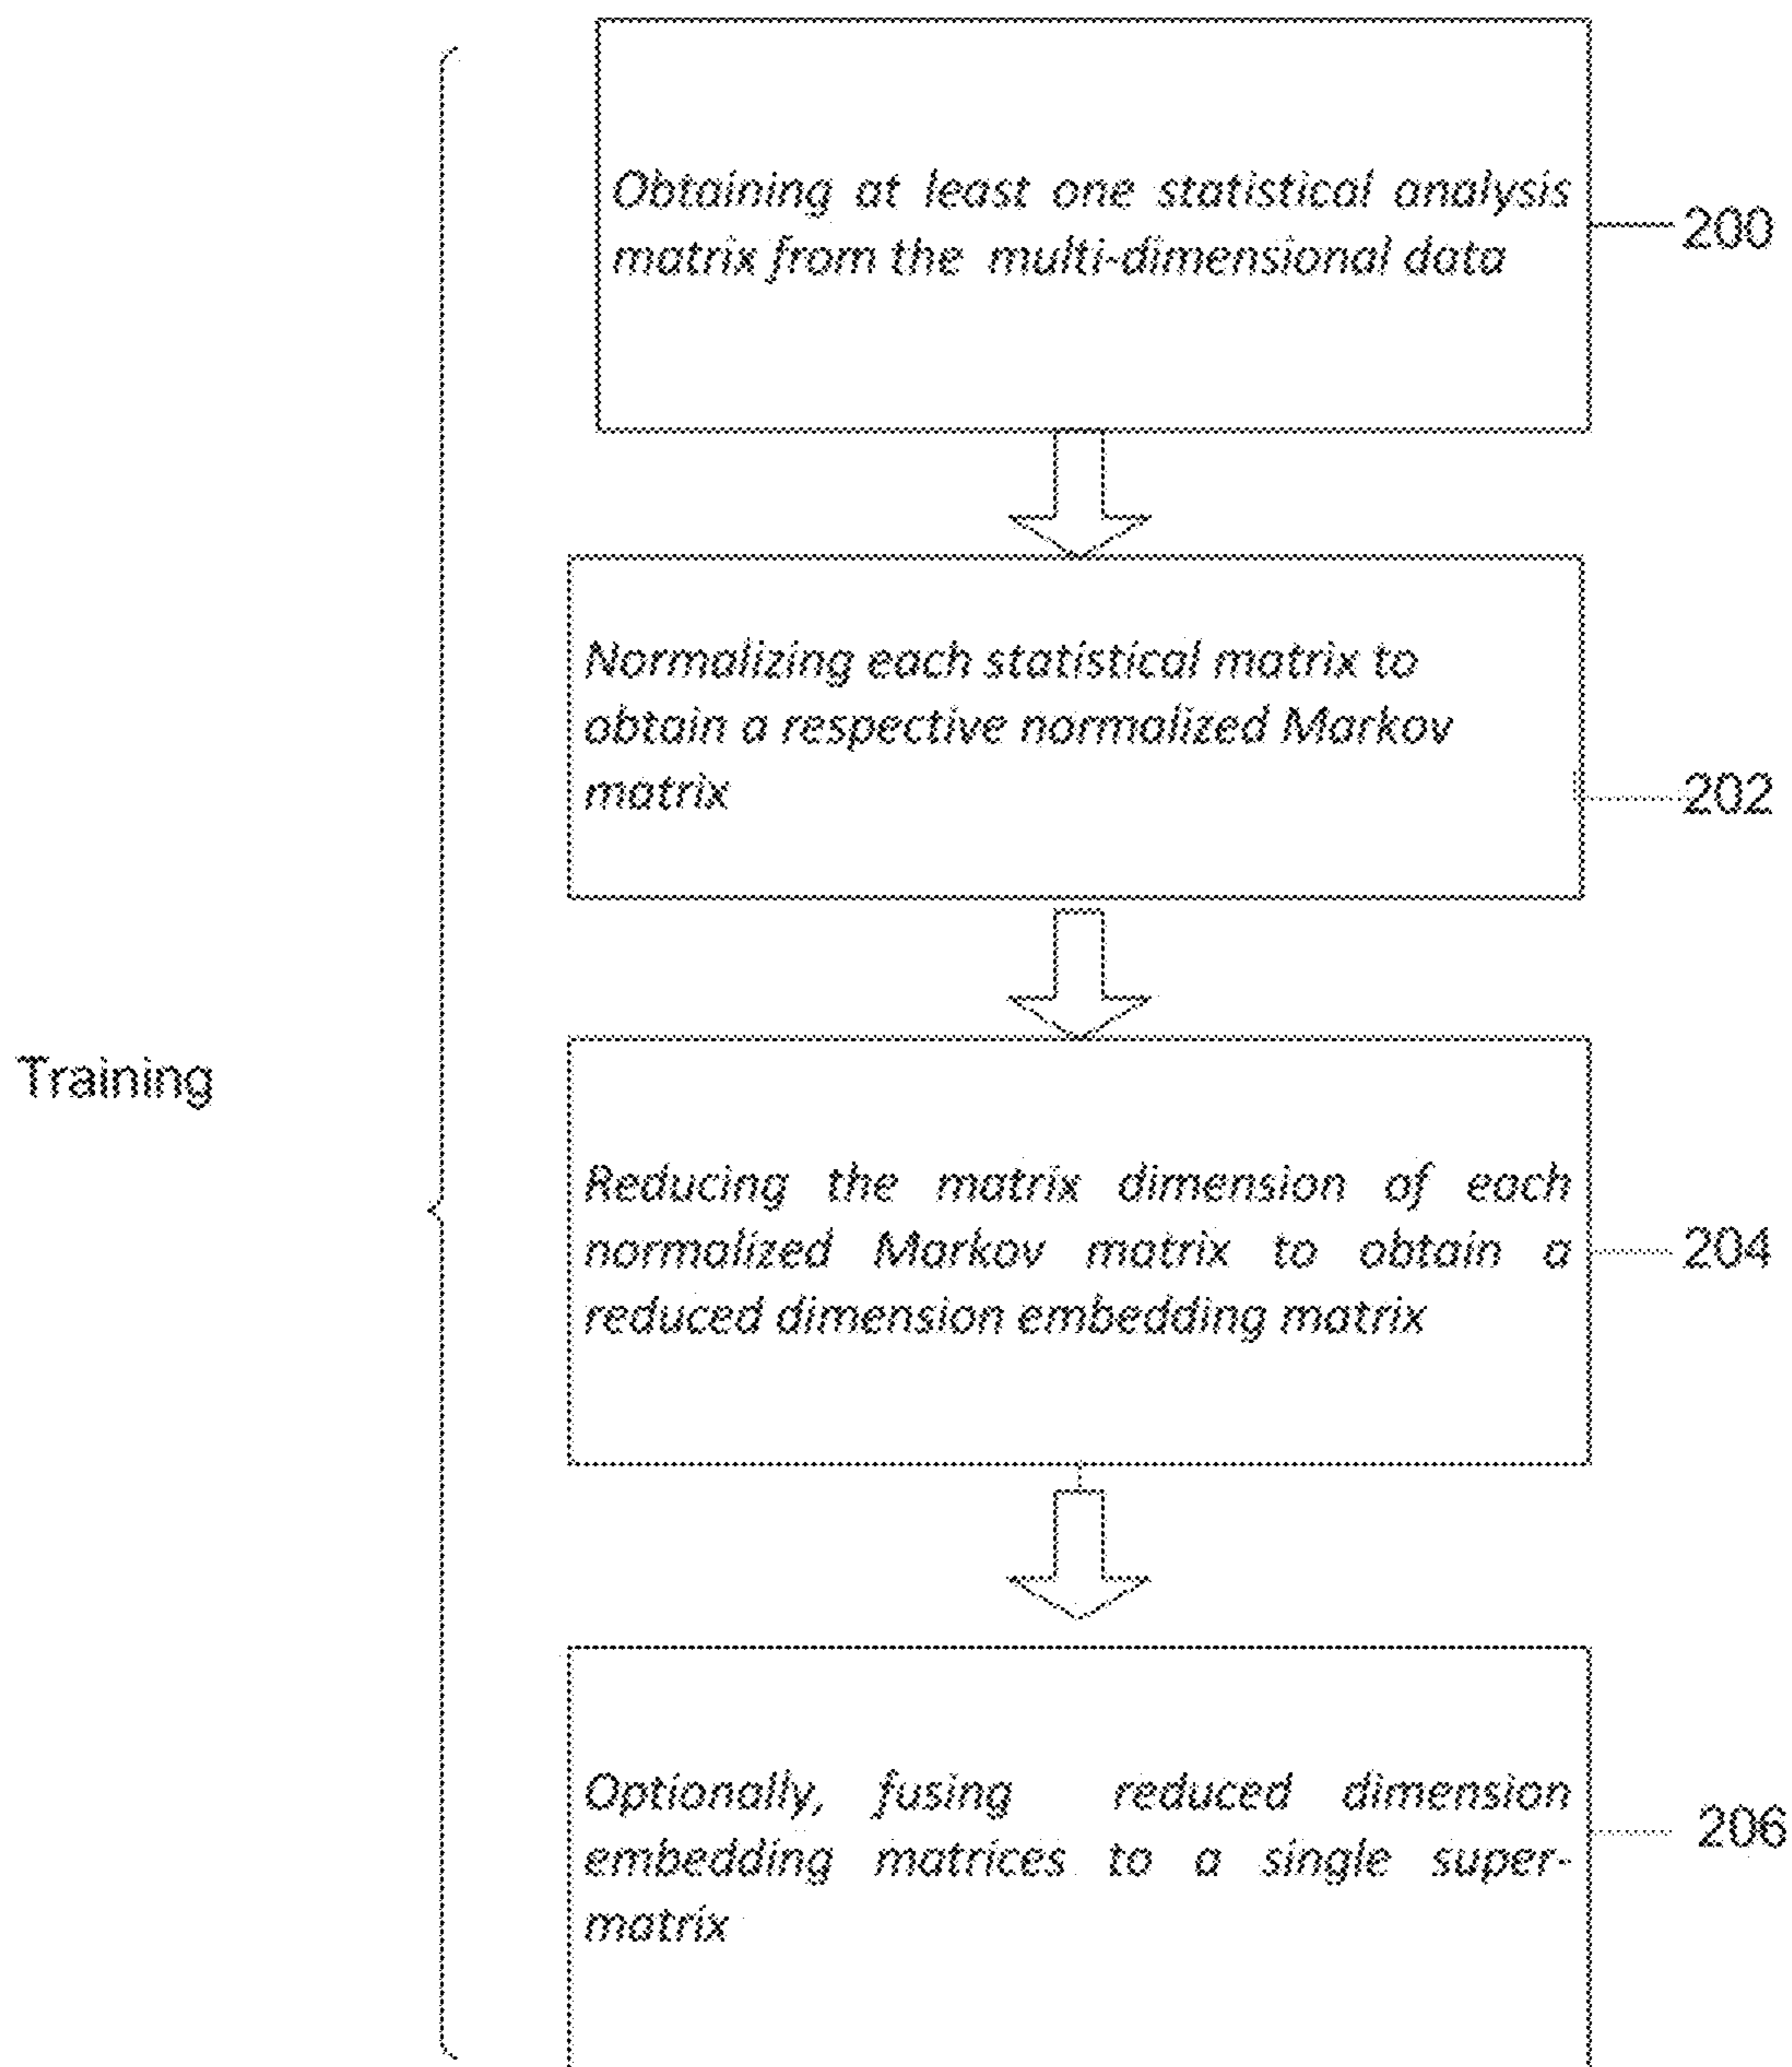 Obtaining at least one statistical analysis
matrix from the multi-dimensional data
200
Normalizing each statistical matrix to
obtain a respective normalized Markov
matrix
202
Training
Reducing the matrix dimension of each
normalized Markov matrix to obtain a
reduced dimension embedding matrix
204
Optionally, fusing reduced dimension
embedding matrices to a single super-
matrix
206